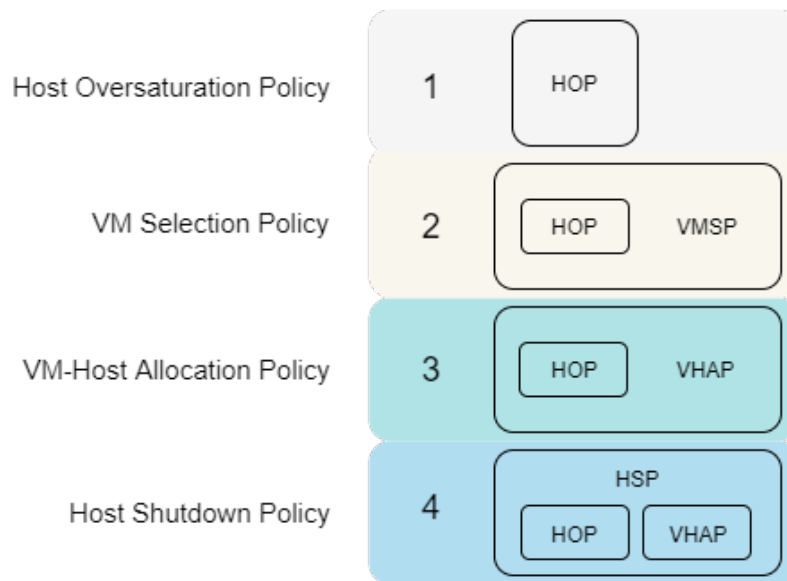 Host Oversaturation Policy 1 HOP
VM Selection Policy 2 HOP VMSP
VM-Host Allocation Policy 3 HOP VHAP
Host Shutdown Policy 4 HSP
HOP VHAP